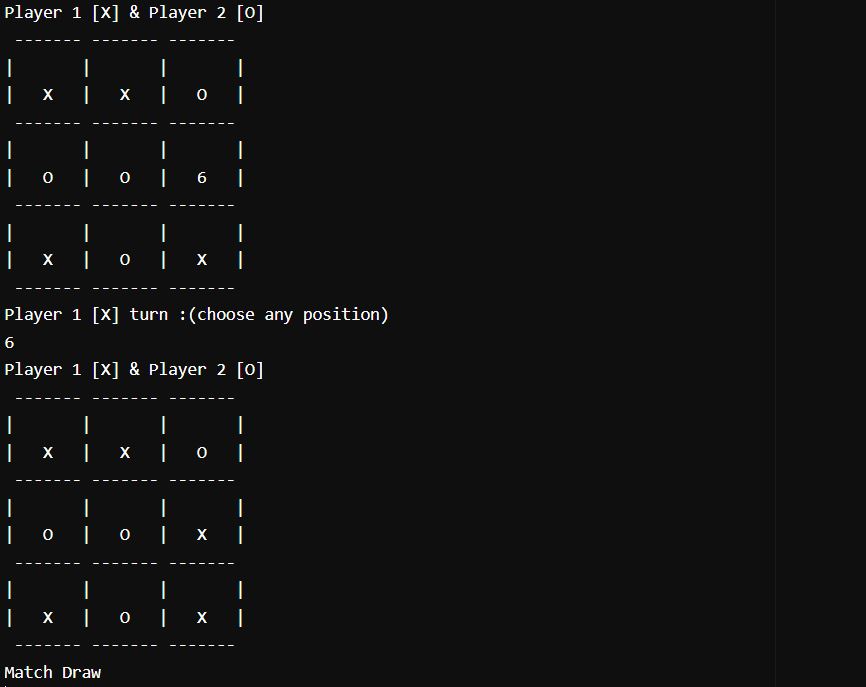 Player 1 [X] & Player 2 [O]
 ------- ------- -------
|       |       |       |
|   X   |   X   |   O   |
 ------- ------- -------
|       |       |       |
|   O   |   O   |   6   |
 ------- ------- -------
|       |       |       |
|   X   |   O   |   X   |
 ------- ------- -------
Player 1 [X] turn :(choose any position)
6
Player 1 [X] & Player 2 [O]
 ------- ------- -------
|       |       |       |
|   X   |   X   |   O   |
 ------- ------- -------
|       |       |       |
|   O   |   O   |   X   |
 ------- ------- -------
|       |       |       |
|   X   |   O   |   X   |
 ------- ------- -------
Match Draw